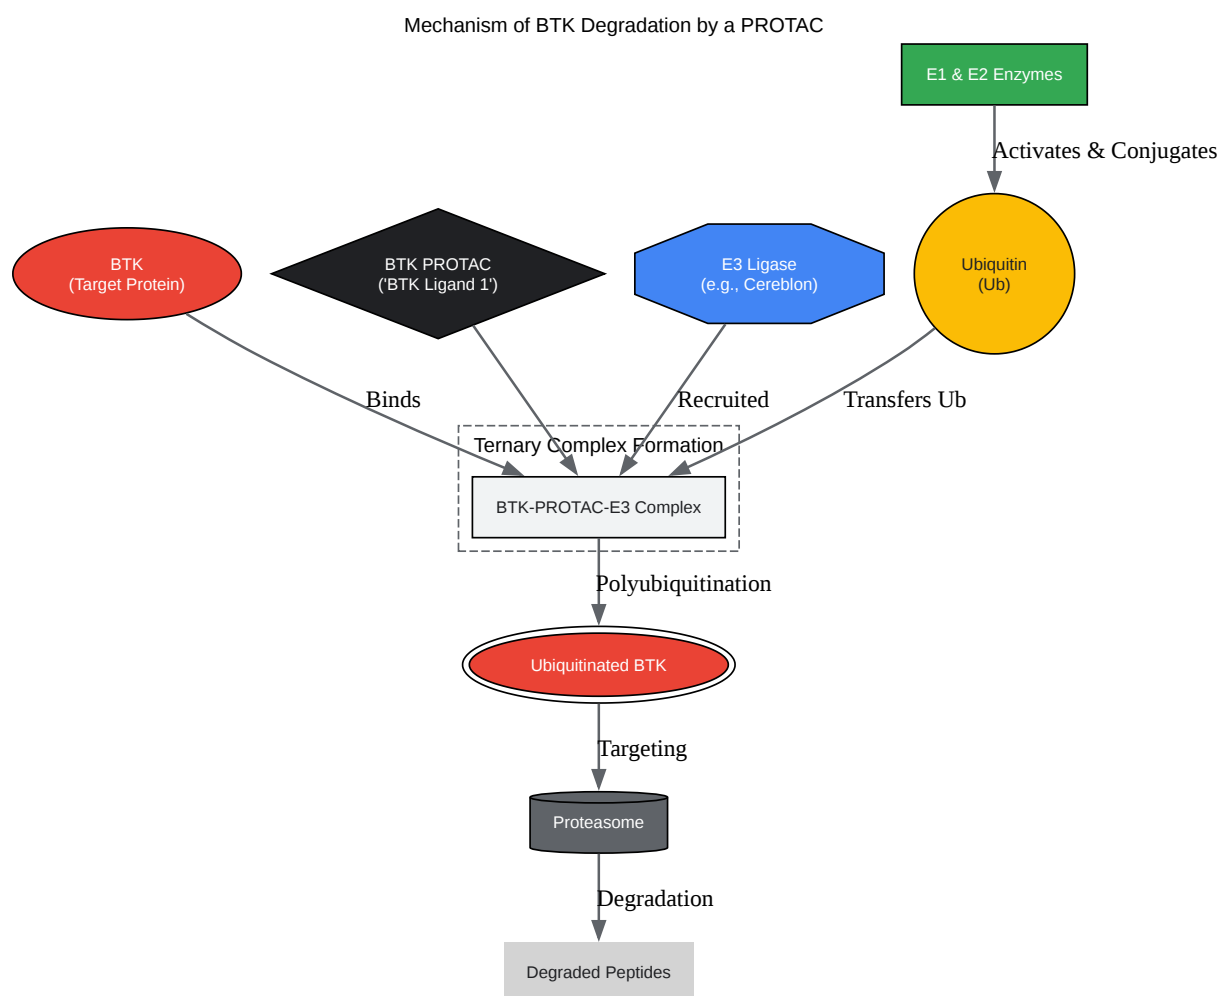 Mechanism of BTK Degradation by a PROTAC
E1 & E2 Enzymes
Activates & Conjugates
BTK
(Target Protein)
BTK PROTAC
('BTK Ligand 1')
E3 Ligase
(e.g., Cereblon)
Ubiquitin
(Ub)
Binds
Recruited
Transfers Ub
Ternary Complex Formation
BTK-PROTAC-E3 Complex
Polyubiquitination
Ubiquitinated BTK
Targeting
Proteasome
Degradation
Degraded Peptides